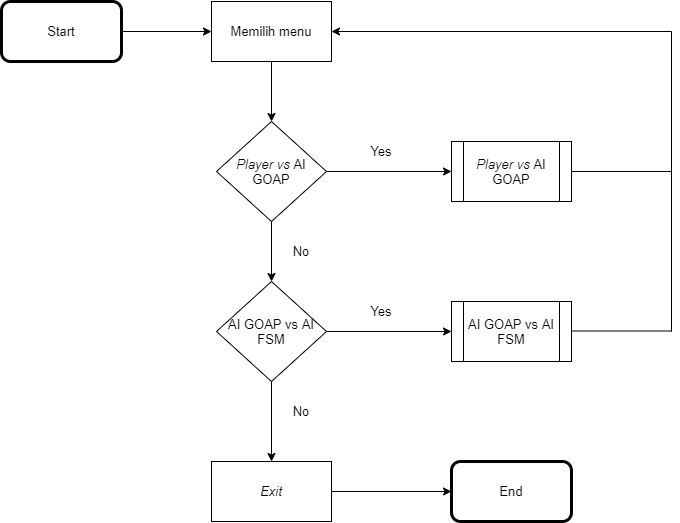 Start
Memilih menu
Player vs AI
GOAP
Yes
Player vs AI
GOAP
No
AI GOAP vs AI
FSM
Yes
AI GOAP vs AI
FSM
No
Exit
End